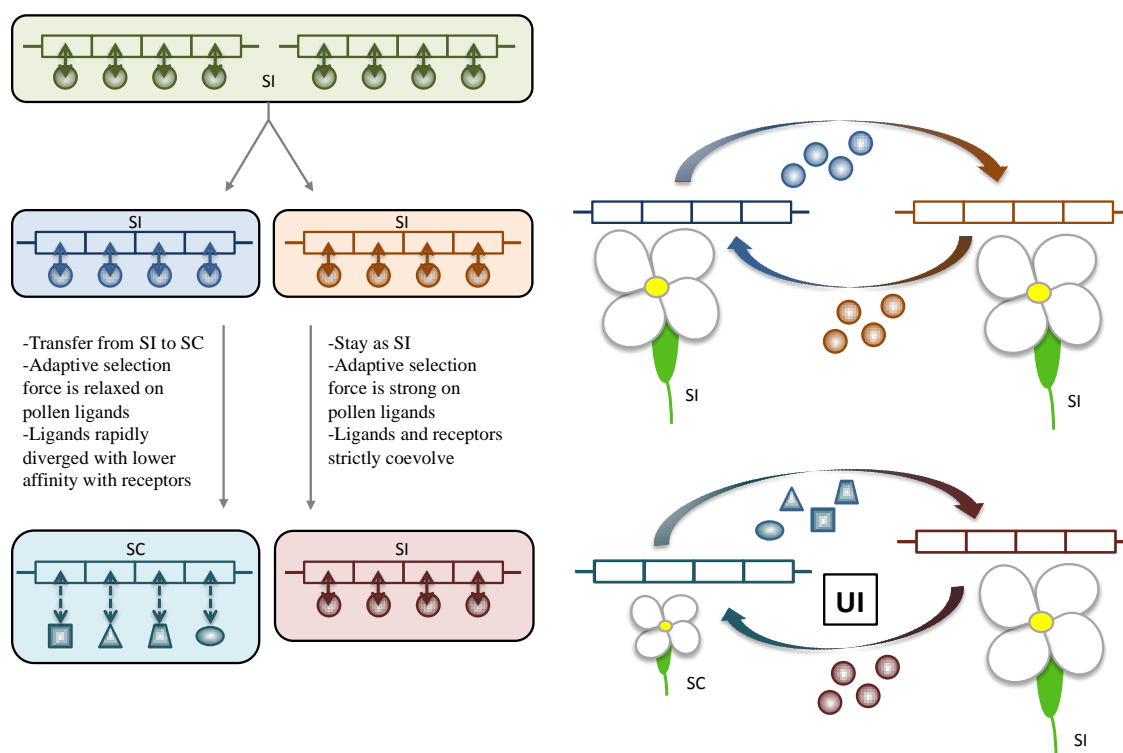 SI
SI
SI
-Transfer from SI to SC
-Adaptive selection
force is relaxed on
pollen ligands
-Ligands rapidly
diverged with lower
affinity with receptors
-Stay as SI
-Adaptive selection
force is strong on
pollen ligands
-Ligands and receptors
strictly coevolve
SC
SI
SI
SI
UI
SC
SI